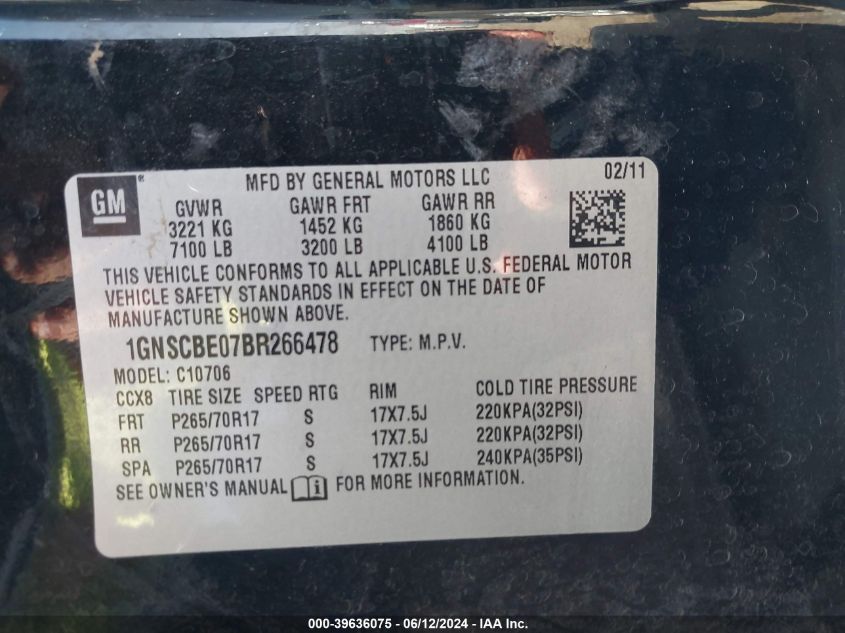 GM ®
MFD BY GENERAL MOTORS LLC 02/11
GVWR GAWR FRT GAWR RR
3221 KG 1452 KG 1860 KG
7100 LB 3200 LB 4100 LB
THIS VEHICLE CONFORMS TO ALL APPLICABLE U.S. FEDERAL MOTOR
VEHICLE SAFETY STANDARDS IN EFFECT ON THE DATE OF
MANUFACTURE SHOWN ABOVE.
1GNSCBE07BR266478 TYPE: M.P.V.
MODEL: C10706
CCX8 TIRE SIZE SPEED RTG RIM COLD TIRE PRESSURE
FRT P265/70R17 S 17X7.5J 220KPA(32PSI)
RR P265/70R17 S 17X7.5J 220KPA(32PSI)
SPA P265/70R17 S 17X7.5J 240KPA(35PSI)
SEE OWNER'S MANUAL i FOR MORE INFORMATION.
000-39636075 - 06/12/2024 - IAA Inc.